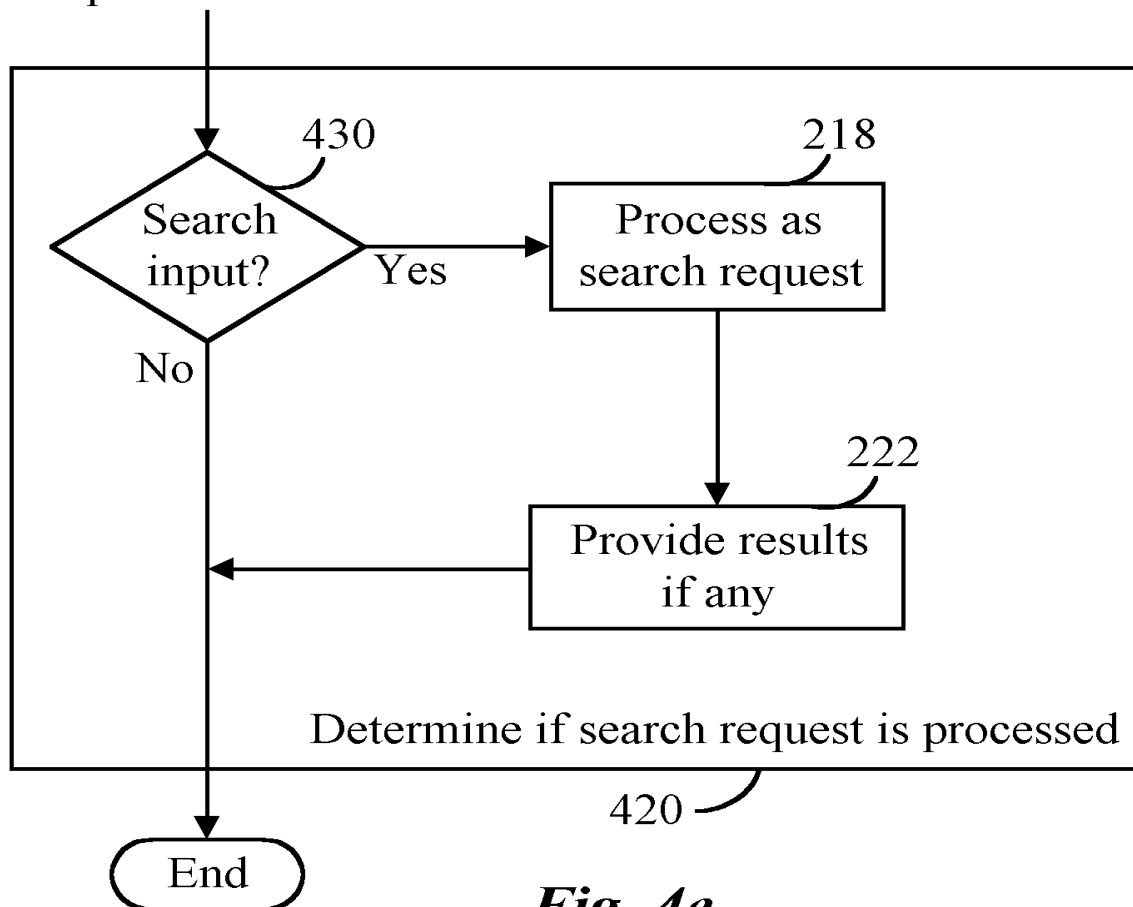 430
218
Search
input?
Yes
Process as
search request
No
222
Provide results
if any
Determine if search request is processed
420
End